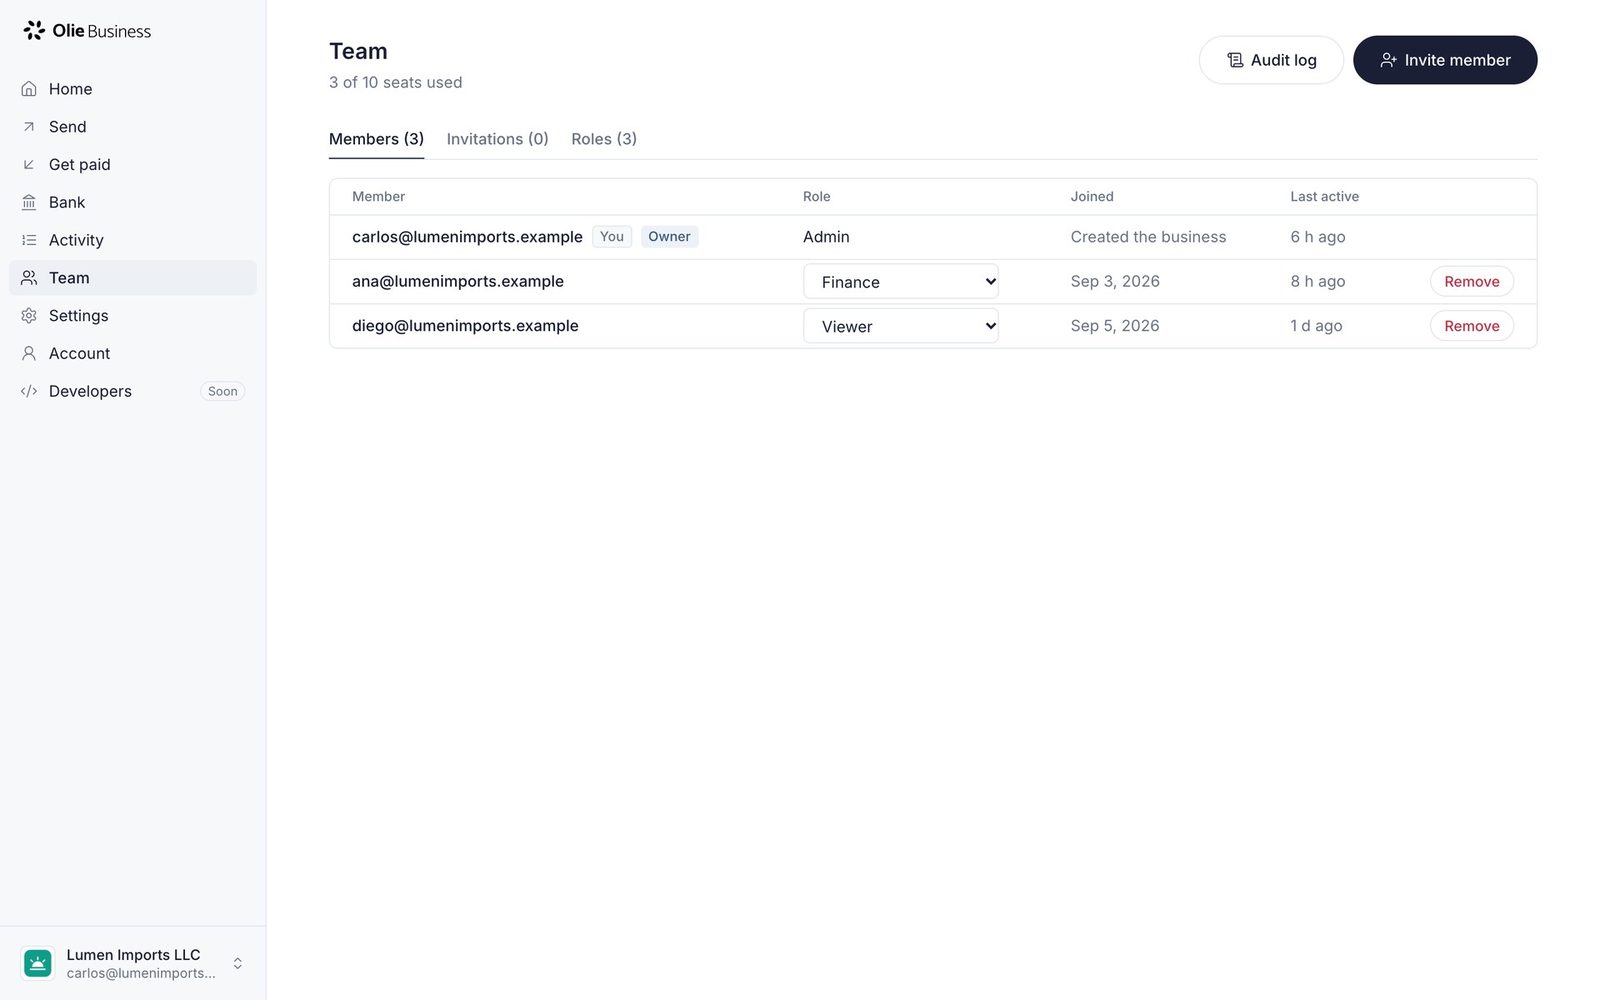 Olie Business
Home
Send
Get paid
Bank
Activity
Team
Settings
Account
Developers Soon
Lumen Imports LLC
carlos@lumenimports...
Team
3 of 10 seats used
Audit log
Invite member
Members (3) Invitations (0) Roles (3)
Member Role Joined Last active
carlos@lumenimports.example You Owner Admin Created the business 6 h ago
ana@lumenimports.example Finance Sep 3, 2026 8 h ago Remove
diego@lumenimports.example Viewer Sep 5, 2026 1 d ago Remove